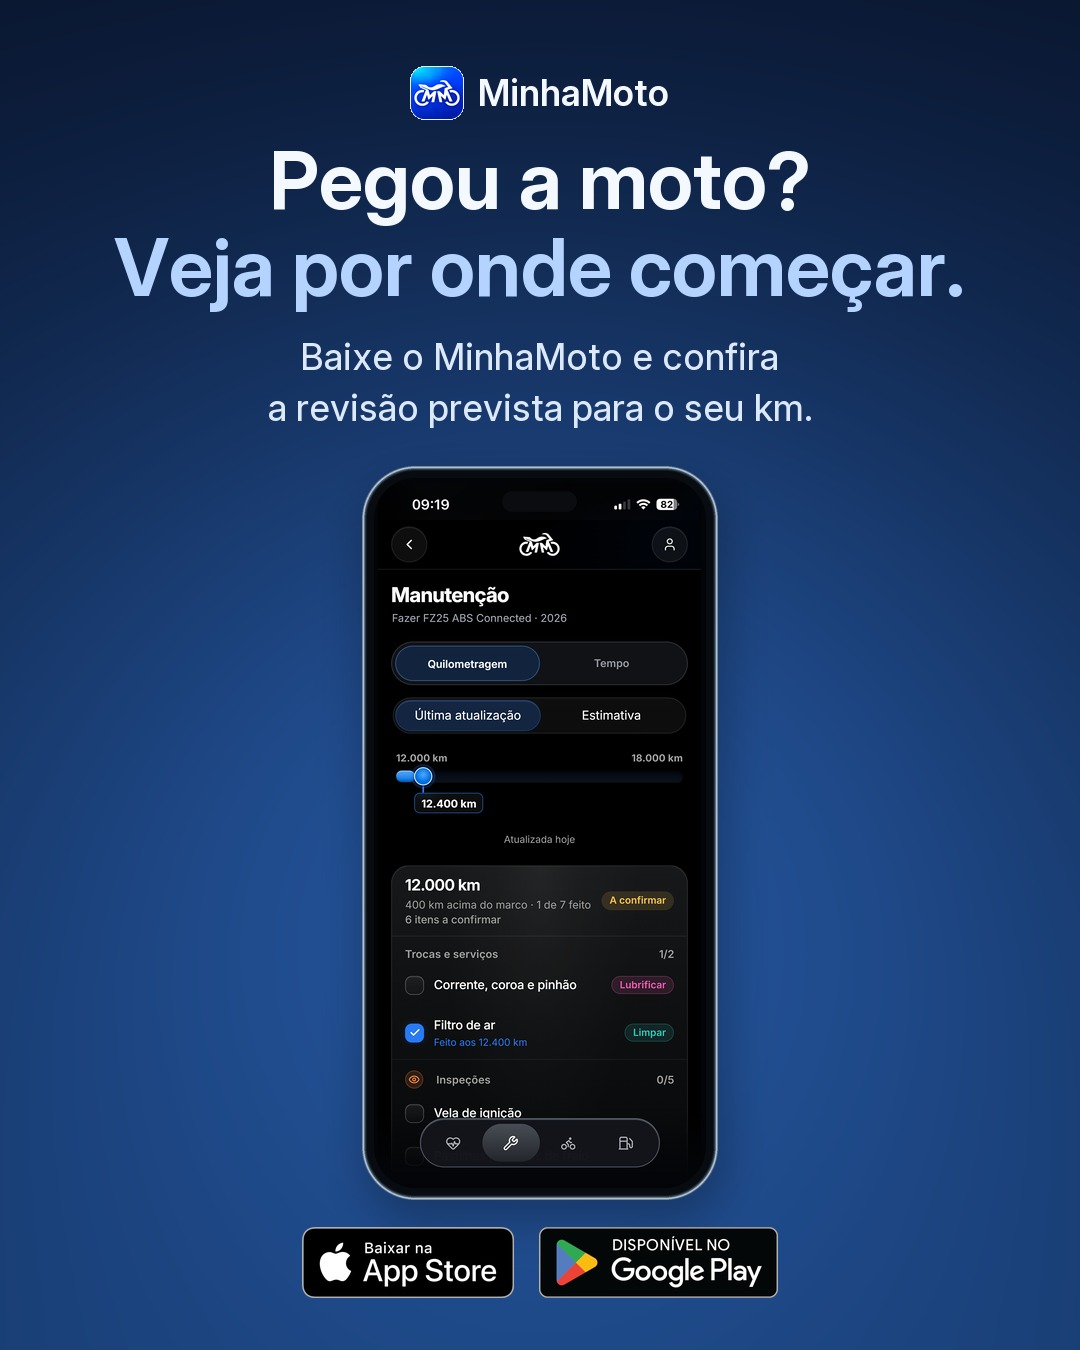 MinhaMoto
Pegou a moto?
Veja por onde começar.
Baixe o MinhaMoto e confira
a revisão prevista para o seu km.
09:19
82
MM
Manutenção
Fazer FZ25 ABS Connected · 2026
Quilometragem
Tempo
Última atualização
Estimativa
12.000 km
18.000 km
12.400 km
Atualizada hoje
12.000 km
400 km acima do marco · 1 de 7 feito
6 itens a confirmar
A confirmar
Trocas e serviços
1/2
Corrente, coroa e pinhão
Lubrificar
Filtro de ar
Feito aos 12.400 km
Limpar
Inspeções
0/5
Vela de ignição
Baixar na
App Store
DISPONÍVEL NO
Google Play